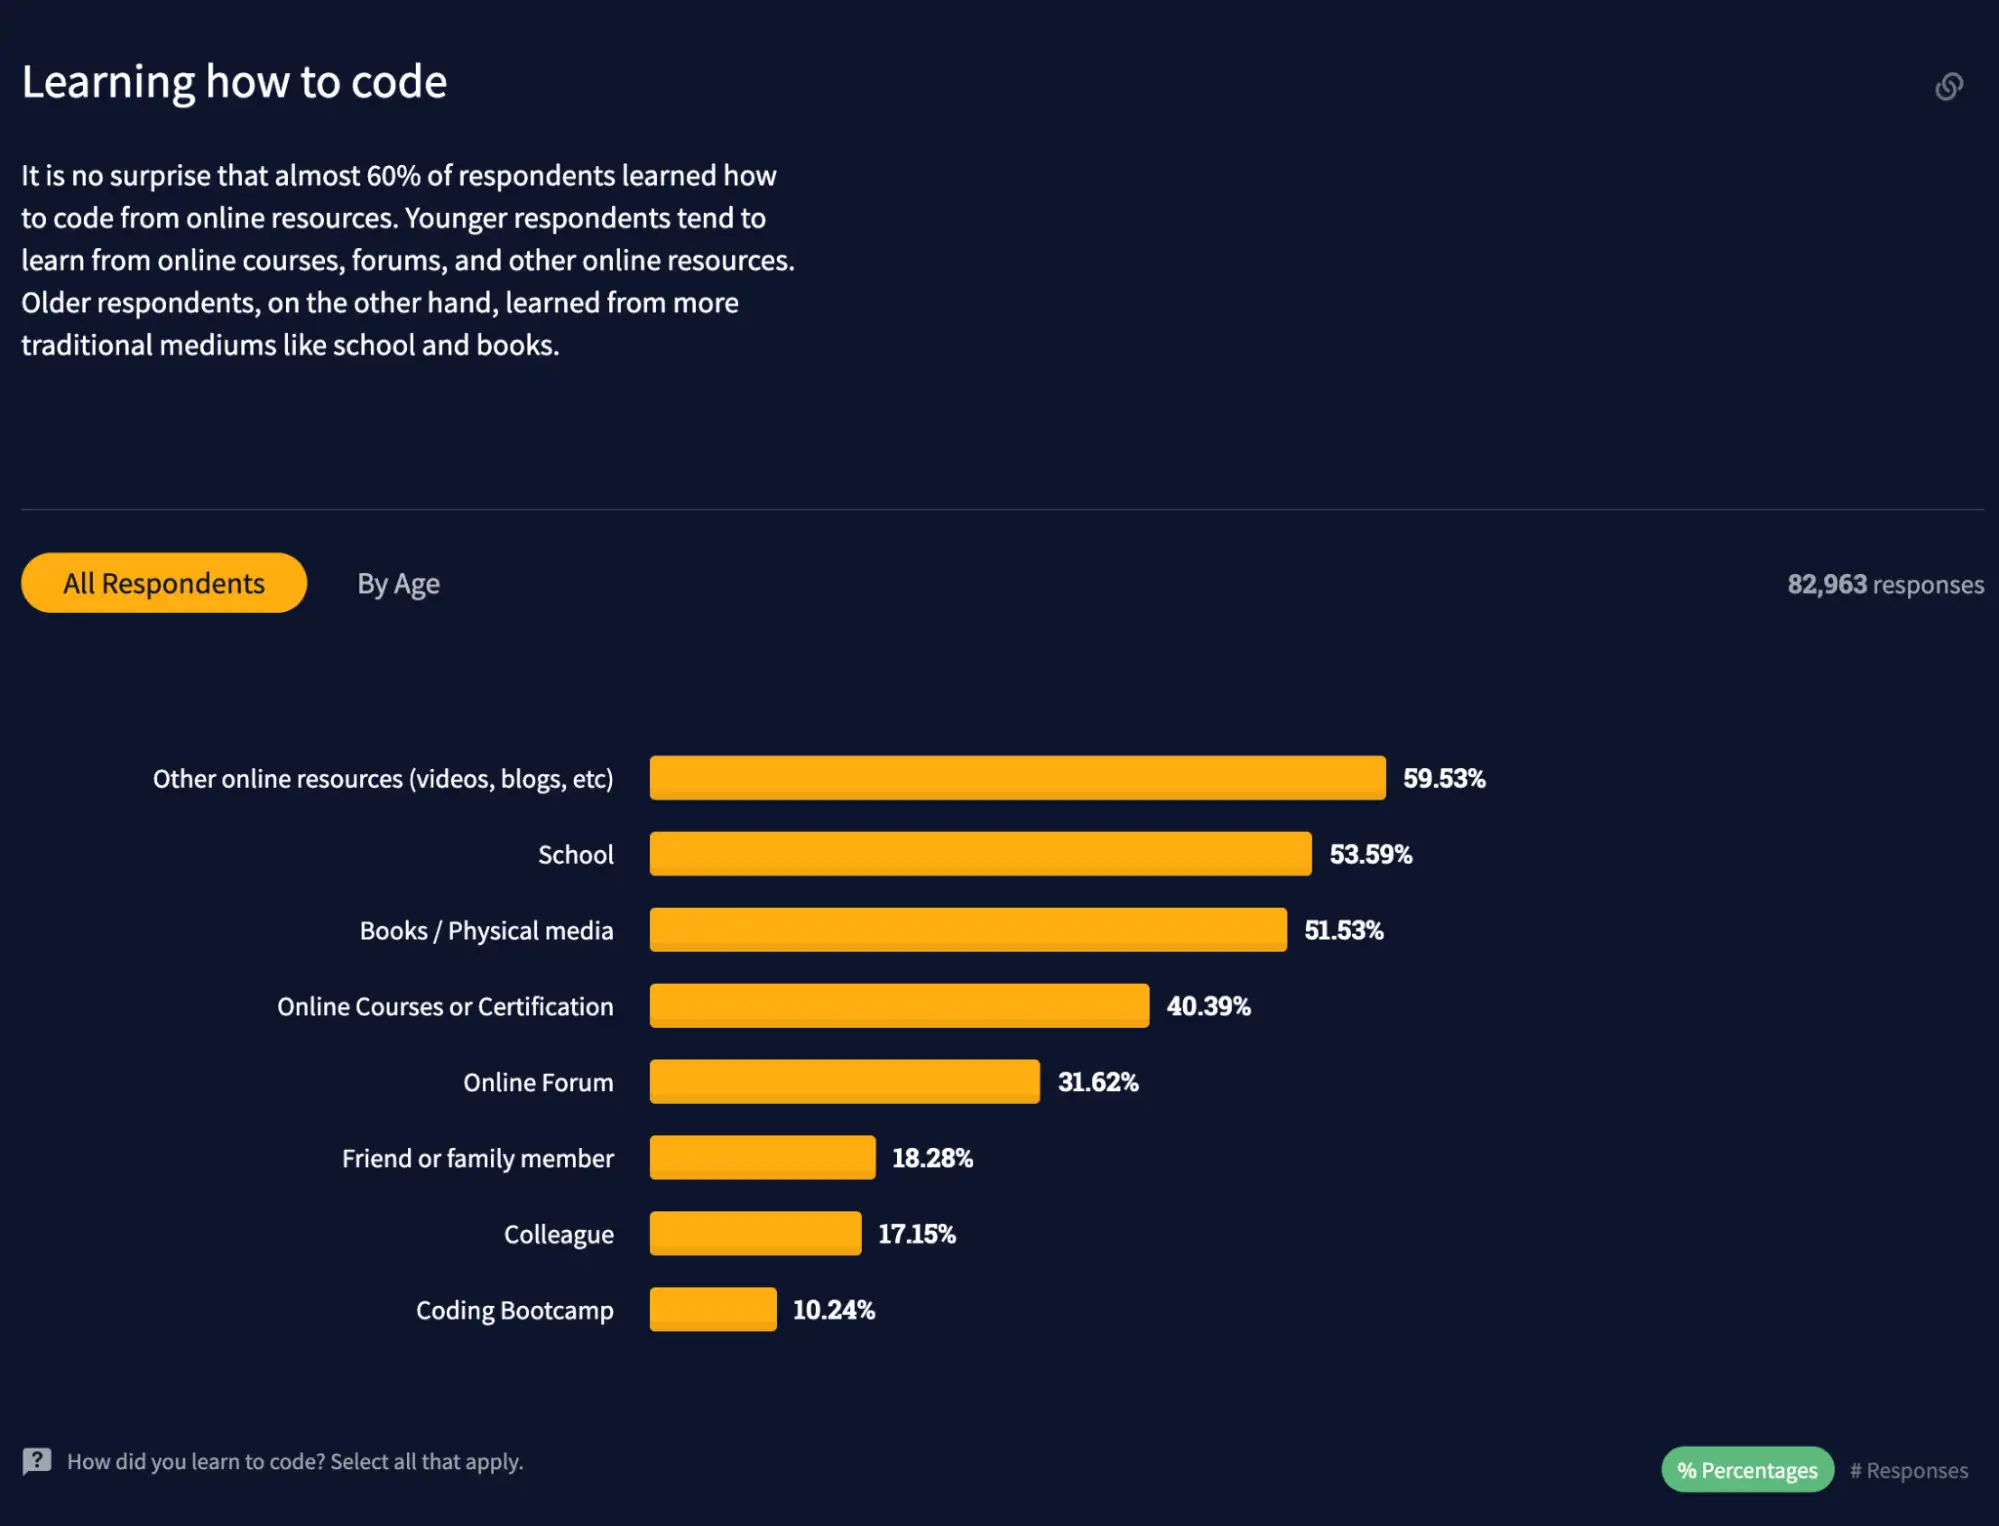 Learning how to code
It is no surprise that almost 60% of respondents learned how
to code from online resources. Younger respondents tend to
learn from online courses, forums, and other online resources.
Older respondents, on the other hand, learned from more
traditional mediums like school and books.
All Respondents By Age 82,963 responses
Other online resources (videos, blogs, etc) 59.53%
School 53.59%
Books / Physical media 51.53%
Online Courses or Certification 40.39%
Online Forum 31.62%
Friend or family member 18.28%
Colleague 17.15%
Coding Bootcamp 10.24%
? How did you learn to code? Select all that apply.
% Percentages # Responses